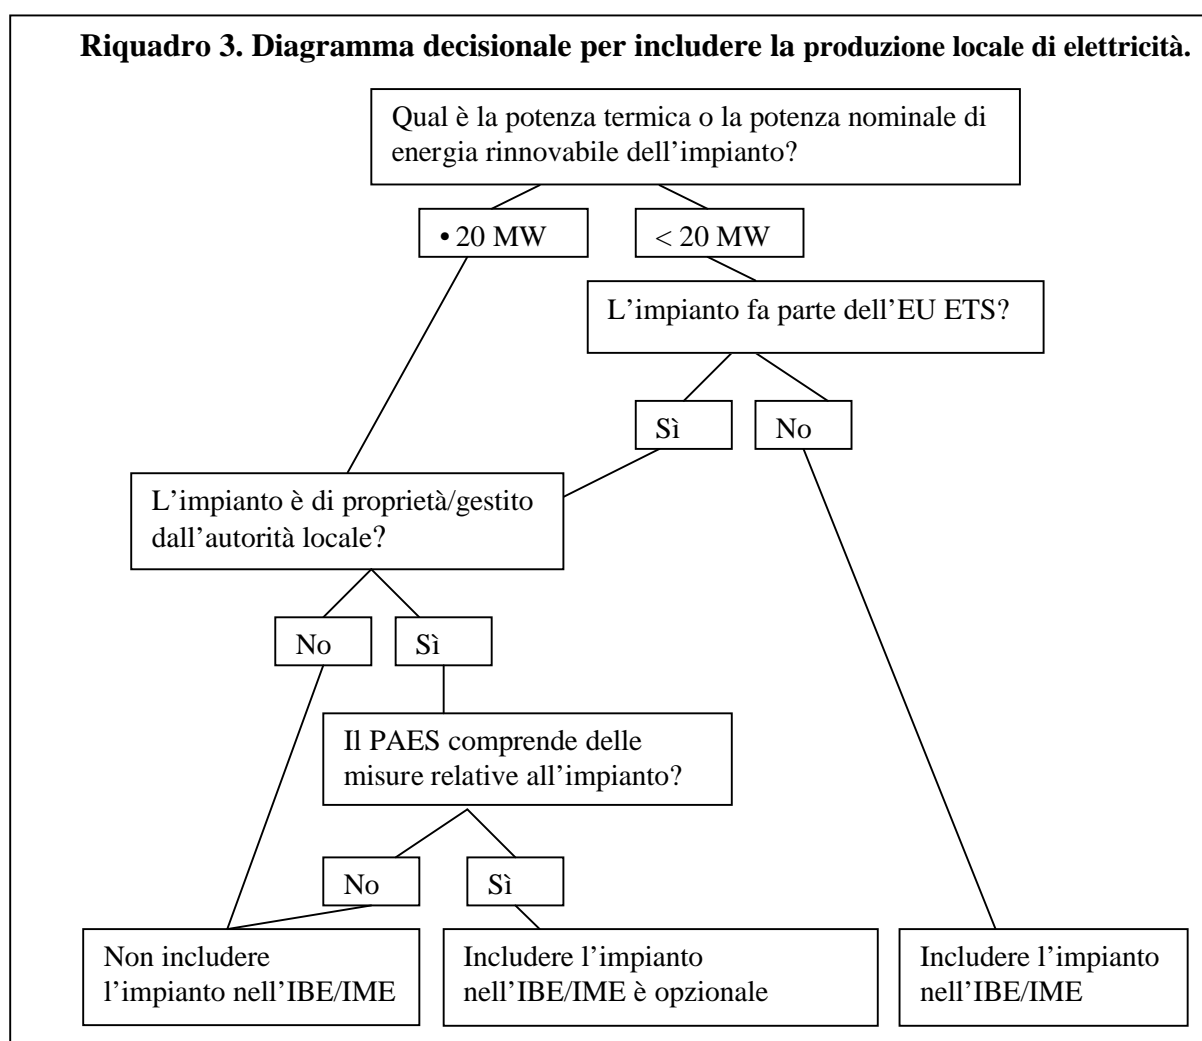 Riquadro 3. Diagramma decisionale per includere la produzione locale di elettricità.
Qual è la potenza termica o la potenza nominale di
energia rinnovabile dell'impianto?
• 20 MW
< 20 MW
L'impianto fa parte dell'EU ETS?
Sì
No
L'impianto è di proprietà/gestito
dall'autorità locale?
No
Sì
Il PAES comprende delle
misure relative all'impianto?
No
Sì
Non includere
l'impianto nell'IBE/IME
Includere l'impianto
nell'IBE/IME è opzionale
Includere l'impianto
nell'IBE/IME